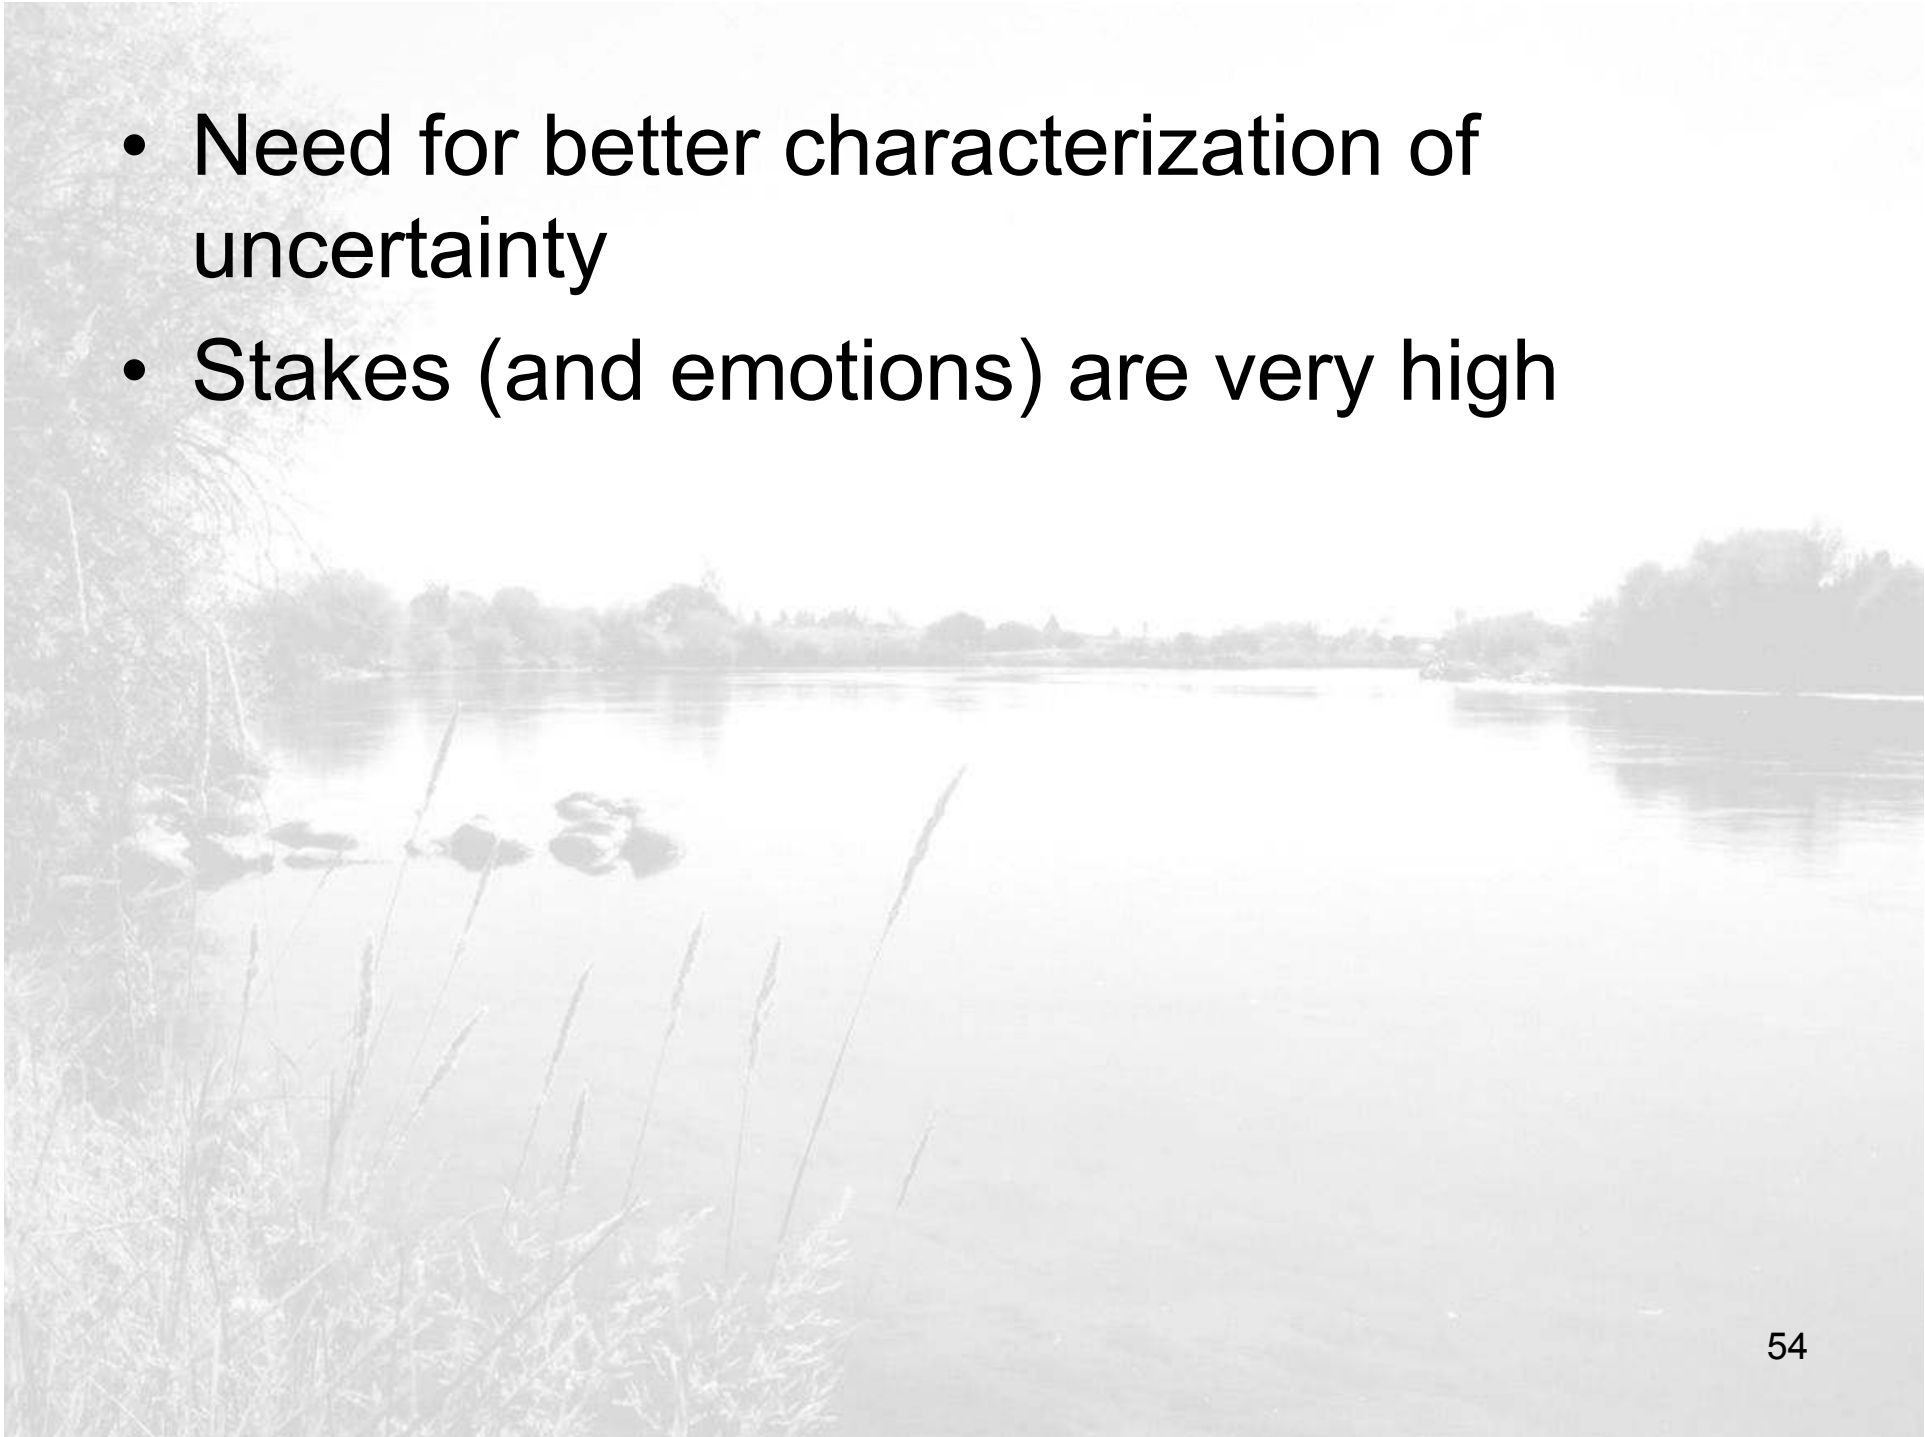 • Need for better characterization of
uncertainty
• Stakes (and emotions) are very high
54